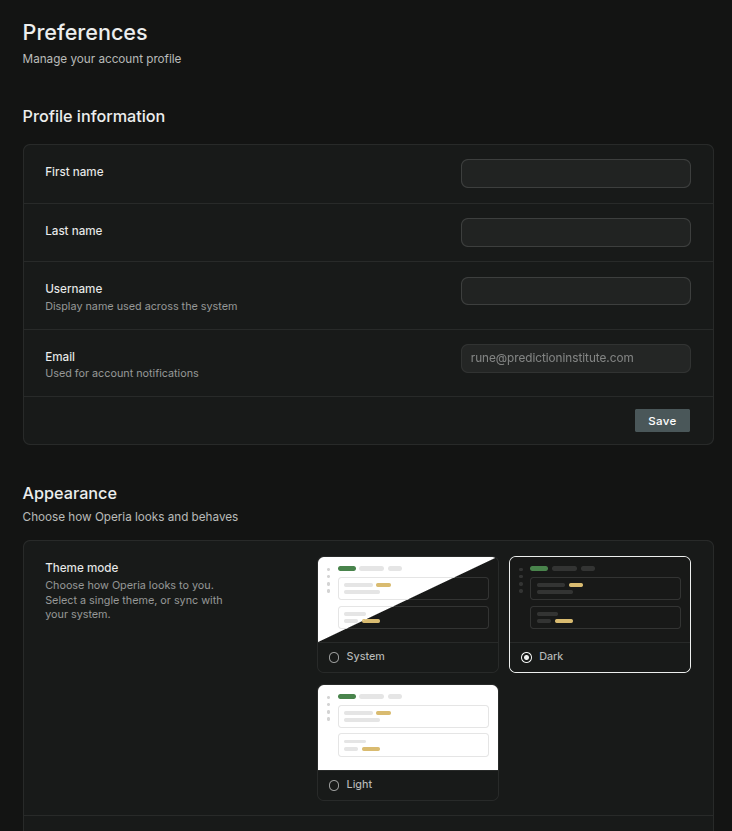 Preferences
Manage your account profile
Profile information
First name
Last name
Username
Display name used across the system
Email
rune@predictioninstitute.com
Used for account notifications
Save
Appearance
Choose how Operia looks and behaves
Theme mode
Choose how Operia looks to you.
Select a single theme, or sync with
your system.
System
Dark
Light